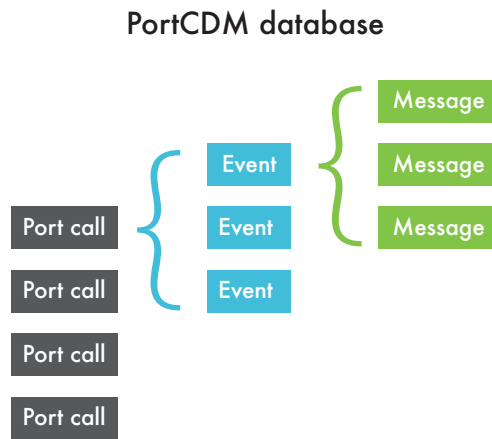 PortCDM database
Message
Event
Message
Port call
Event
Message
Port call
Event
Port call
Port call